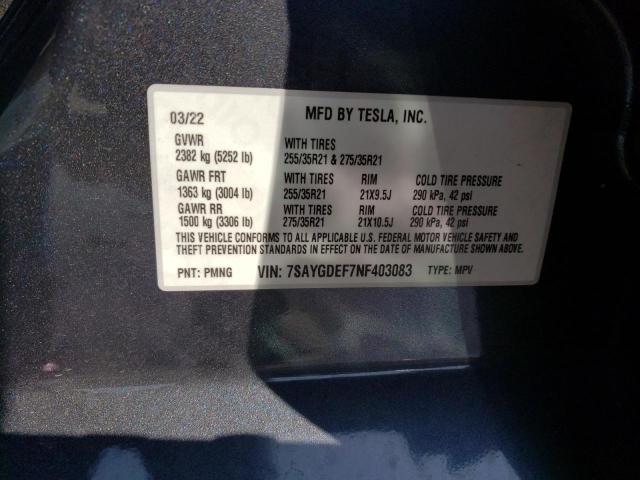 03/22 MFD BY TESLA, INC.
GVWR WITH TIRES
2382 kg (5252 lb) 255/35R21 & 275/35R21
GAWR FRT WITH TIRES RIM COLD TIRE PRESSURE
1363 kg (3004 lb) 255/35R21 21X9.5J 290 kPa, 42 psi
GAWR RR WITH TIRES RIM COLD TIRE PRESSURE
1500 kg (3306 lb) 275/35R21 21X10.5J 290 kPa, 42 psi
THIS VEHICLE CONFORMS TO ALL APPLICABLE U.S. FEDERAL MOTOR VEHICLE SAFETY AND
THEFT PREVENTION STANDARDS IN EFFECT ON THE DATE OF MANUFACTURE SHOWN ABOVE.
PNT: PMNG VIN: 7SAYGDEF7NF403083 TYPE: MPV